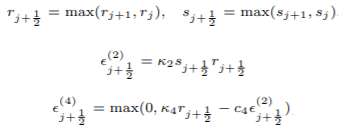 r_{j+\frac{1}{2}} = \max(r_{j+1}, r_j), \quad s_{j+\frac{1}{2}} = \max(s_{j+1}, s_j).
\epsilon^{(2)}_{j+\frac{1}{2}} = \kappa_2 s_{j+\frac{1}{2}} r_{j+\frac{1}{2}}
\epsilon^{(4)}_{j+\frac{1}{2}} = \max(0, \kappa_4 r_{j+\frac{1}{2}} - c_4 \epsilon^{(2)}_{j+\frac{1}{2}})